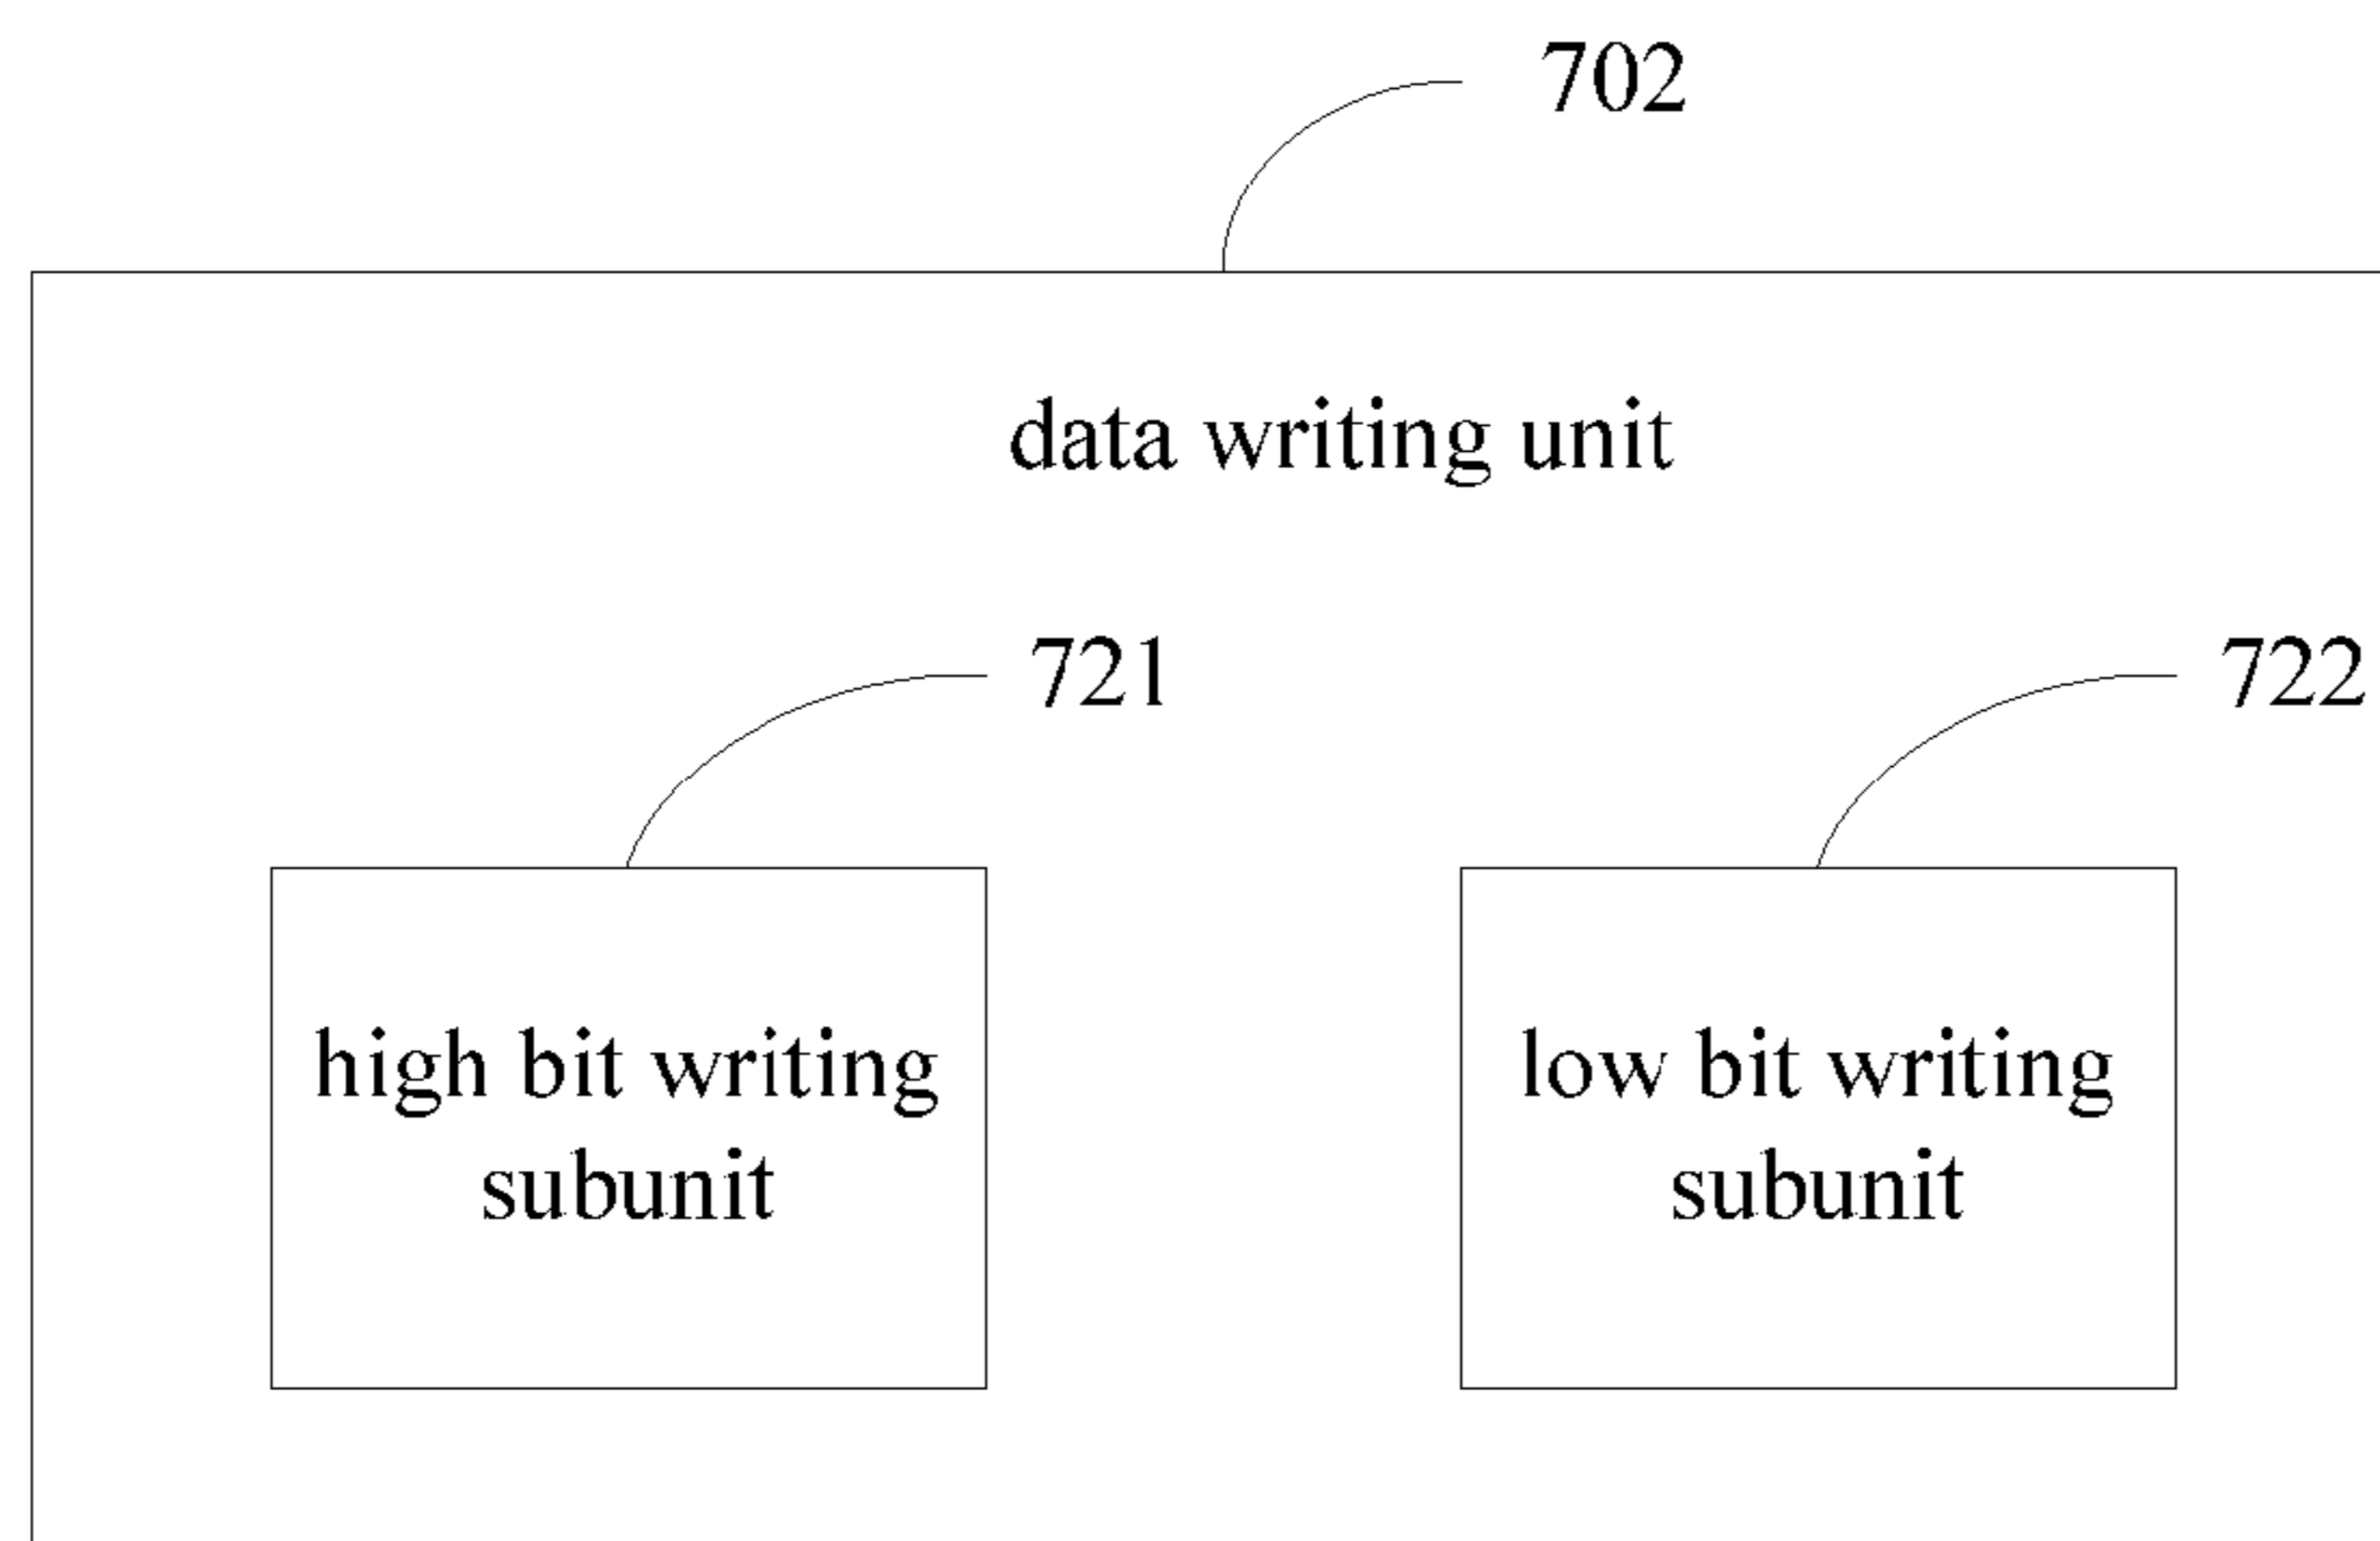 702
data writing unit
721
722
high bit writing
subunit
low bit writing
subunit